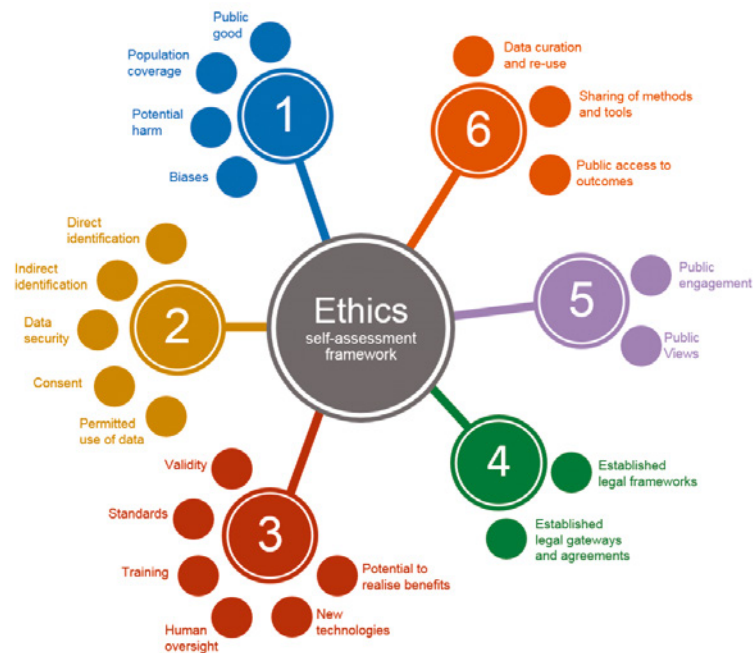 Ethics
self-assessment
framework
1
Public
good
Population
coverage
Potential
harm
Biases
2
Direct
identification
Indirect
identification
Data
security
Consent
Permitted
use of data
3
Validity
Standards
Training
Human
oversight
New
technologies
Potential to
realise benefits
4
Established
legal frameworks
Established
legal gateways
and agreements
5
Public
engagement
Public
Views
6
Data curation
and re-use
Sharing of methods
and tools
Public access to
outcomes